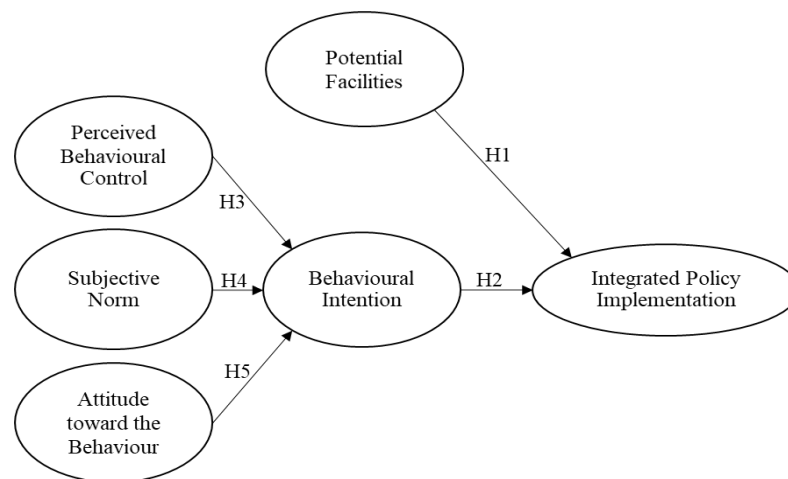 Potential
Facilities
Perceived
Behavioural
Control
H1
H3
Subjective
Norm
H4
Behavioural
Intention
H2
Integrated Policy
Implementation
H5
Attitude
toward the
Behaviour